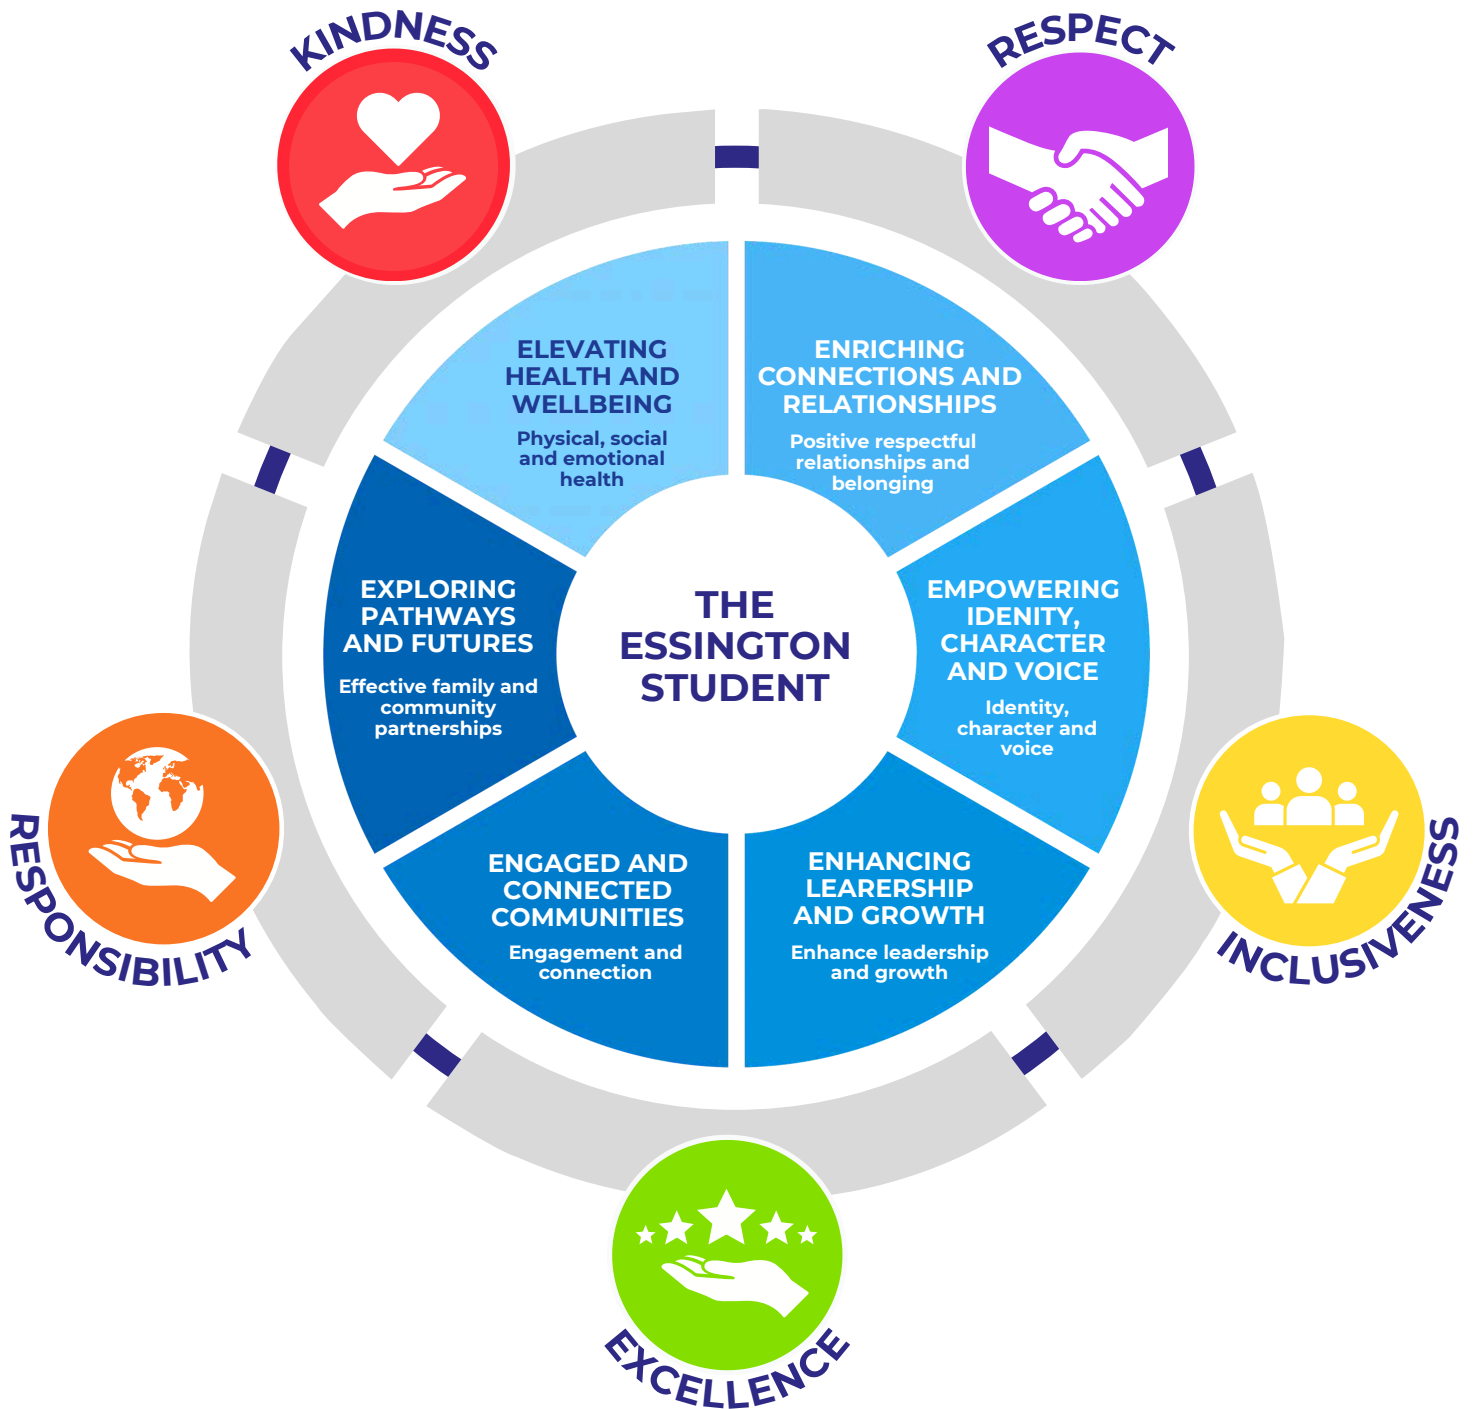 KINDNESS
RESPECT
ELEVATING
HEALTH AND
WELLBEING
Physical, social
and emotional
health
ENRICHING
CONNECTIONS AND
RELATIONSHIPS
Positive respectful
relationships and
belonging
EXPLORING
PATHWAYS
AND FUTURES
Effective family and
community
partnerships
THE
ESSINGTON
STUDENT
EMPOWERING
IDENITY,
CHARACTER
AND VOICE
Identity,
character and
voice
ENGAGED AND
CONNECTED
COMMUNITIES
Engagement and
connection
ENHANCING
LEARERSHIP
AND GROWTH
Enhance leadership
and growth
RESPONSIBILITY
INCLUSIVENESS
EXCELLENCE